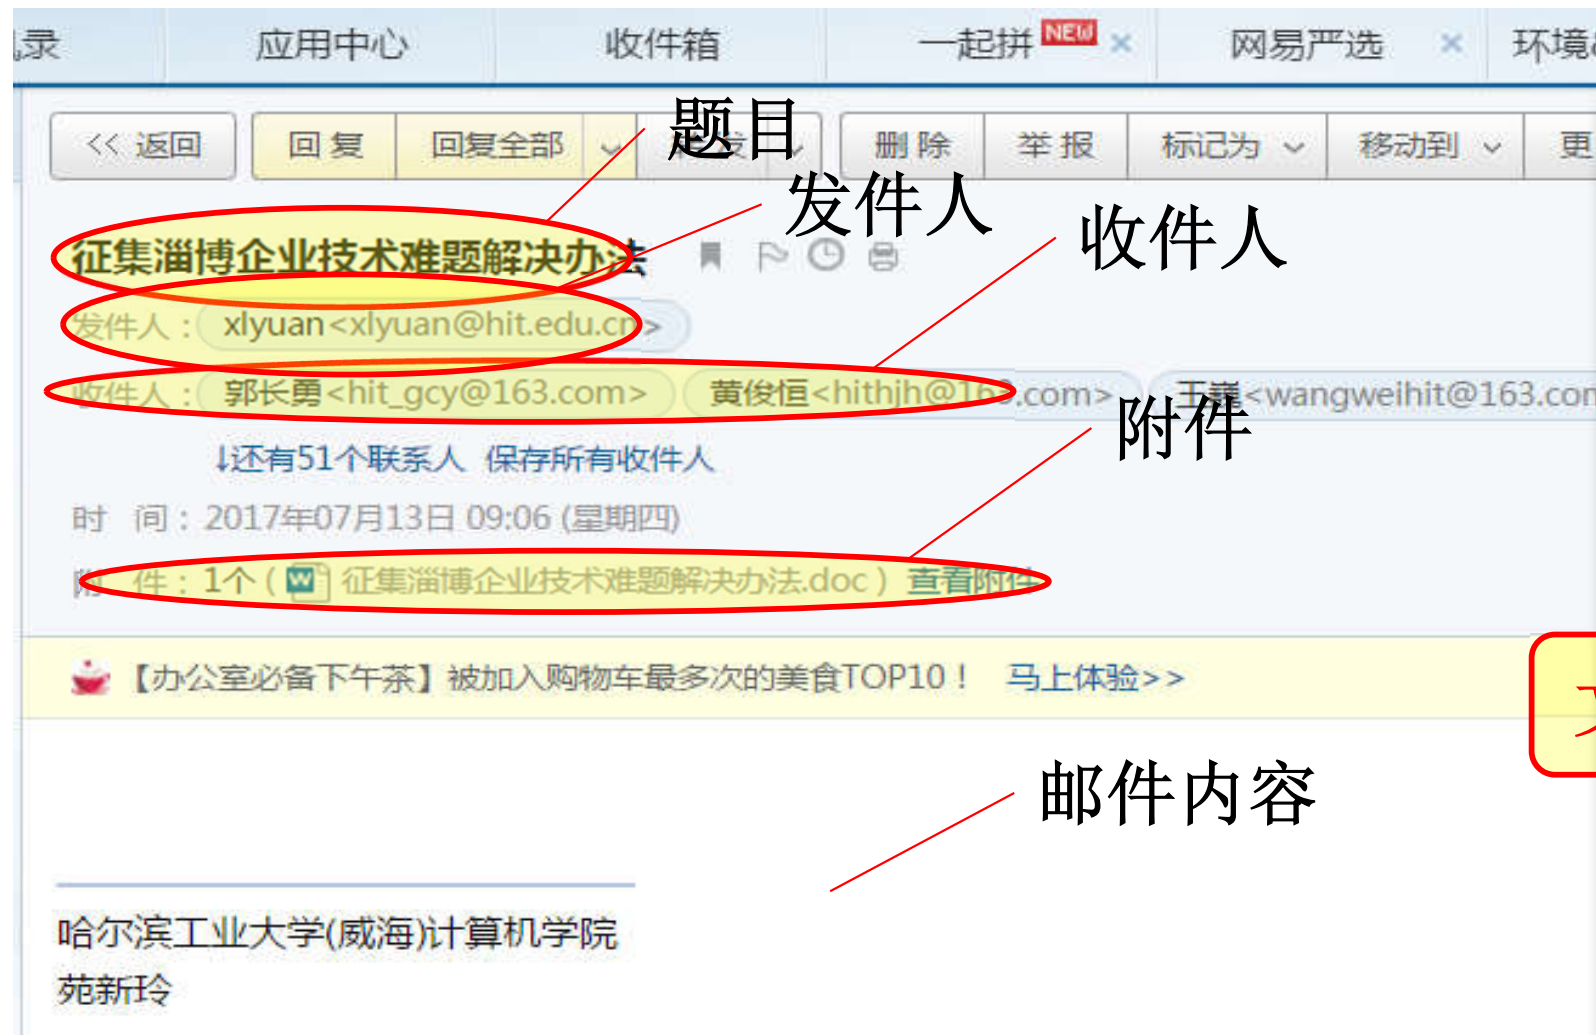 录 应用中心 收件箱 一起拼 NEW × 网易严选 × 环境
<< 返回 回复 回复全部 发 删除 举报 标记为 移动到 更
题目
发件人
收件人
征集淄博企业技术难题解决办法
发件人：xlyuan<xlyuan@hit.edu.cn>
收件人：郭长勇<hit_gcy@163.com> 黄俊恒<hithjh@163.com> 王巍<wangweihit@163.com
附件
↓还有51个联系人 保存所有收件人
时 间：2017年07月13日 09:06 (星期四)
附 件：1个 ( W 征集淄博企业技术难题解决办法.doc ) 查看附件
【办公室必备下午茶】被加入购物车最多次的美食TOP10！ 马上体验>>
邮件内容
哈尔滨工业大学(威海)计算机学院
苑新玲